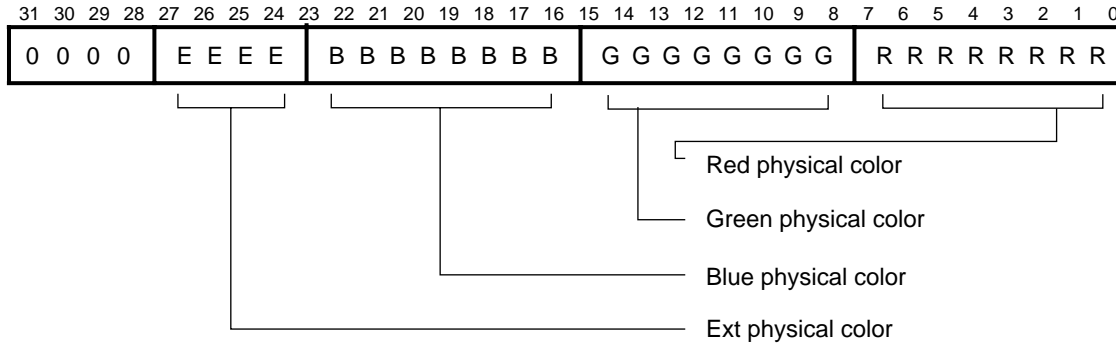 31 30 29 28 27 26 25 24 23 22 21 20 19 18 17 16 15 14 13 12 11 10 9 8 7 6 5 4 3 2 1 0
0 0 0 0 E E E E B B B B B B B B G G G G G G G G R R R R R R R R
Red physical color
Green physical color
Blue physical color
Ext physical color